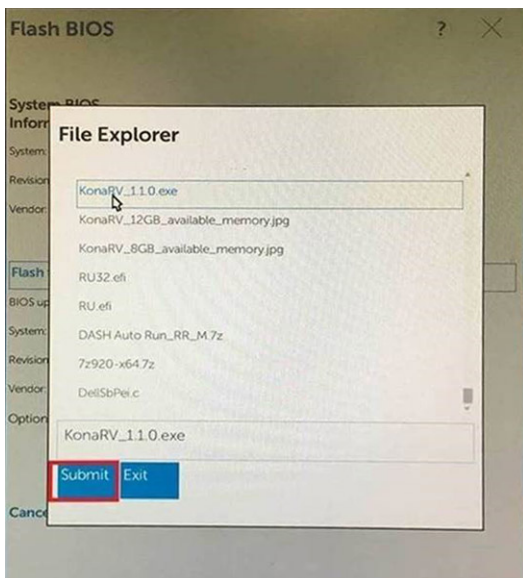 Flash BIOS
?
System BIOS
Inforr
System:
Revision
Vendor:
File Explorer
KonaRV_1.1.0.exe
KonaRV_12GB_available_memory.jpg
KonaRV_8GB_available_memory.jpg
RU32.efi
RU.efi
DASH Auto Run_RR_M.7z
7z920-x64.7z
DellSbPei.c
KonaRV_1.1.0.exe
Submit Exit
Flash
BIOS up
System:
Revision
Vendor:
Option
Cance